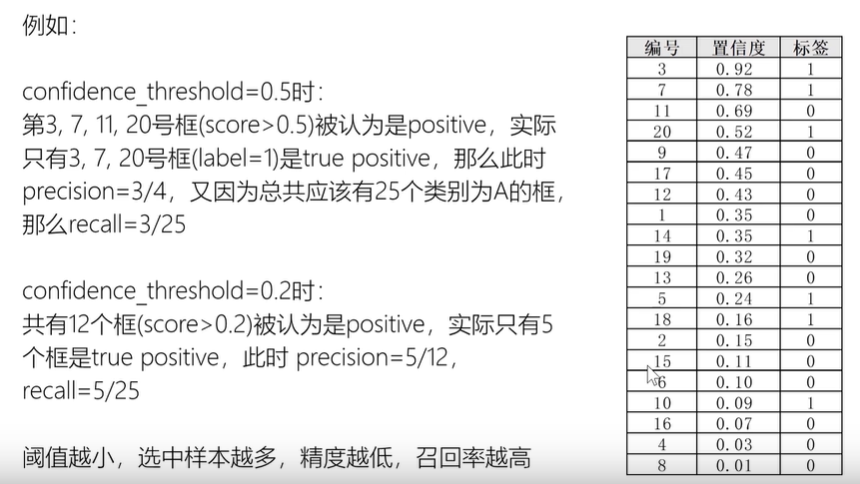 例如：
confidence_threshold=0.5时：
第3, 7, 11, 20号框(score>0.5)被认为是positive，实际
只有3, 7, 20号框(label=1)是true positive，那么此时
precision=3/4，又因为总共应该有25个类别为A的框，
那么recall=3/25
confidence_threshold=0.2时：
共有12个框(score>0.2)被认为是positive，实际只有5
个框是true positive，此时 precision=5/12，
recall=5/25
阈值越小，选中样本越多，精度越低，召回率越高
编号 置信度 标签
3 0.92 1
7 0.78 1
11 0.69 0
20 0.52 1
9 0.47 0
17 0.45 0
12 0.43 0
1 0.35 0
14 0.35 1
19 0.32 0
13 0.26 0
5 0.24 1
18 0.16 1
2 0.15 0
15 0.11 0
6 0.10 0
10 0.09 1
16 0.07 0
4 0.03 0
8 0.01 0